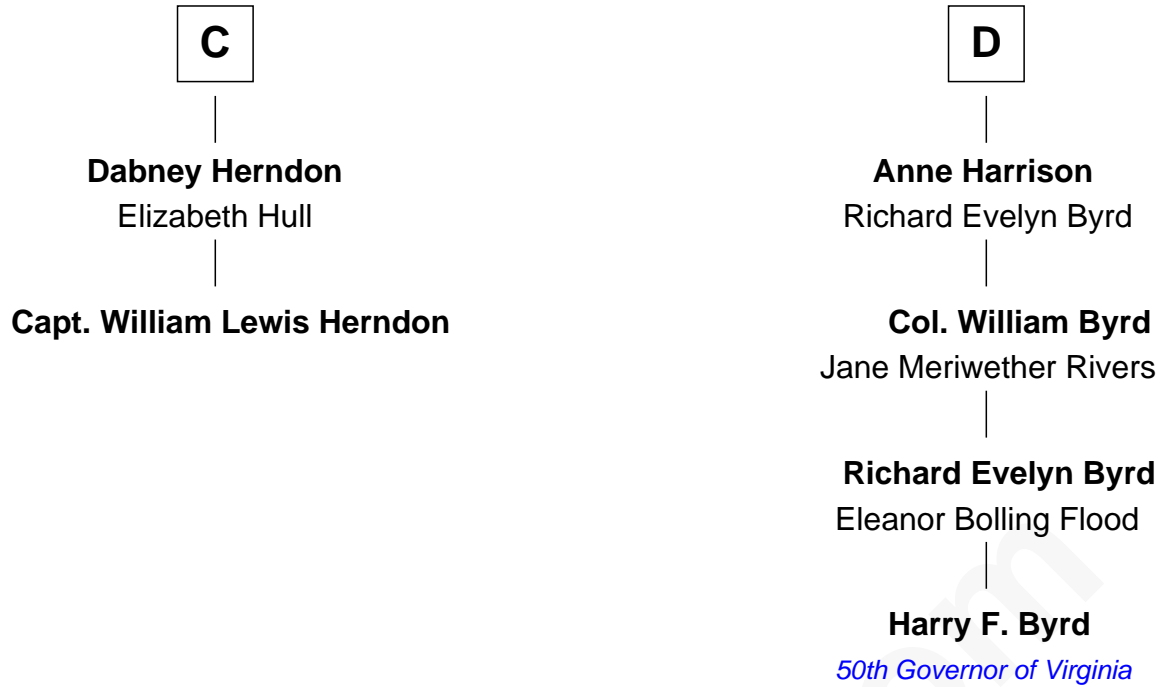 C
Dabney Herndon
Elizabeth Hull
Capt. William Lewis Herndon
D
Anne Harrison
Richard Evelyn Byrd
Col. William Byrd
Jane Meriwether Rivers
Richard Evelyn Byrd
Eleanor Bolling Flood
Harry F. Byrd
50th Governor of Virginia